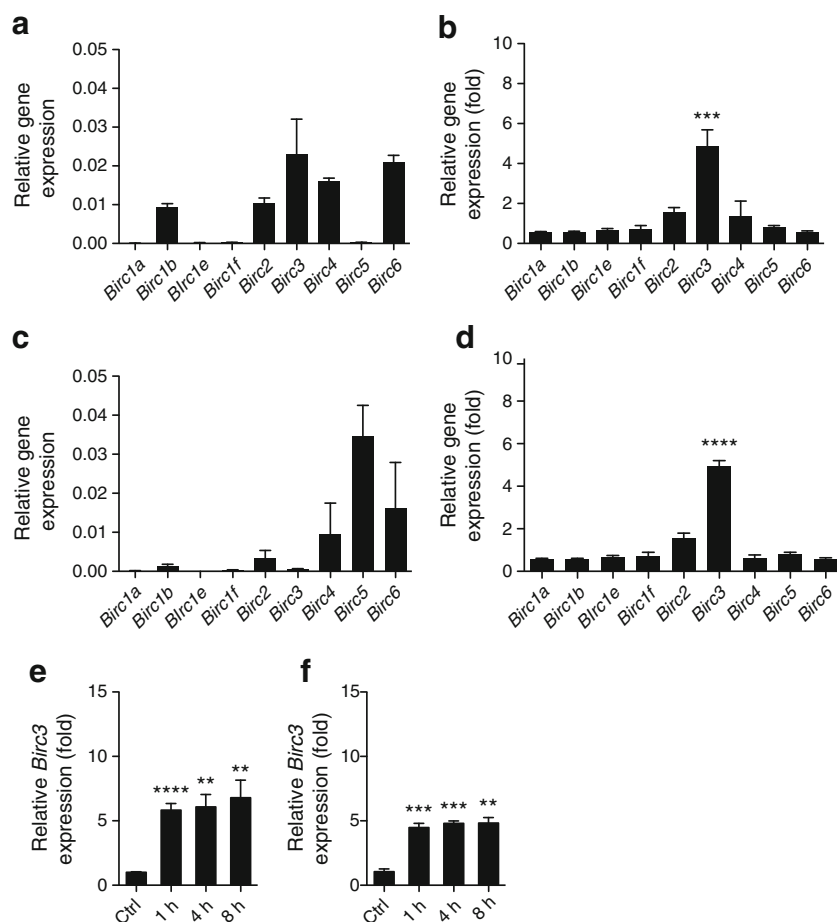 a
0.05
0.04
0.03
0.02
0.01
0.00
Relative gene
expression
Birc1a
Birc1b
BIrc1e
Birc1f
Birc2
Birc3
Birc4
Birc5
Birc6
b
10
8
6
4
2
0
Relative gene
expression (fold)
***
Birc1a
Birc1b
BIrc1e
Birc1f
Birc2
Birc3
Birc4
Birc5
Birc6
c
0.05
0.04
0.03
0.02
0.01
0.00
Relative gene
expression
Birc1a
Birc1b
BIrc1e
Birc1f
Birc2
Birc3
Birc4
Birc5
Birc6
d
10
8
6
4
2
0
Relative gene
expression (fold)
****
Birc1a
Birc1b
BIrc1e
Birc1f
Birc2
Birc3
Birc4
Birc5
Birc6
e
15
10
5
0
Relative Birc3
expression (fold)
****
**
**
Ctrl
1 h
4 h
8 h
f
15
10
5
0
Relative Birc3
expression (fold)
***
***
**
Ctrl
1 h
4 h
8 h